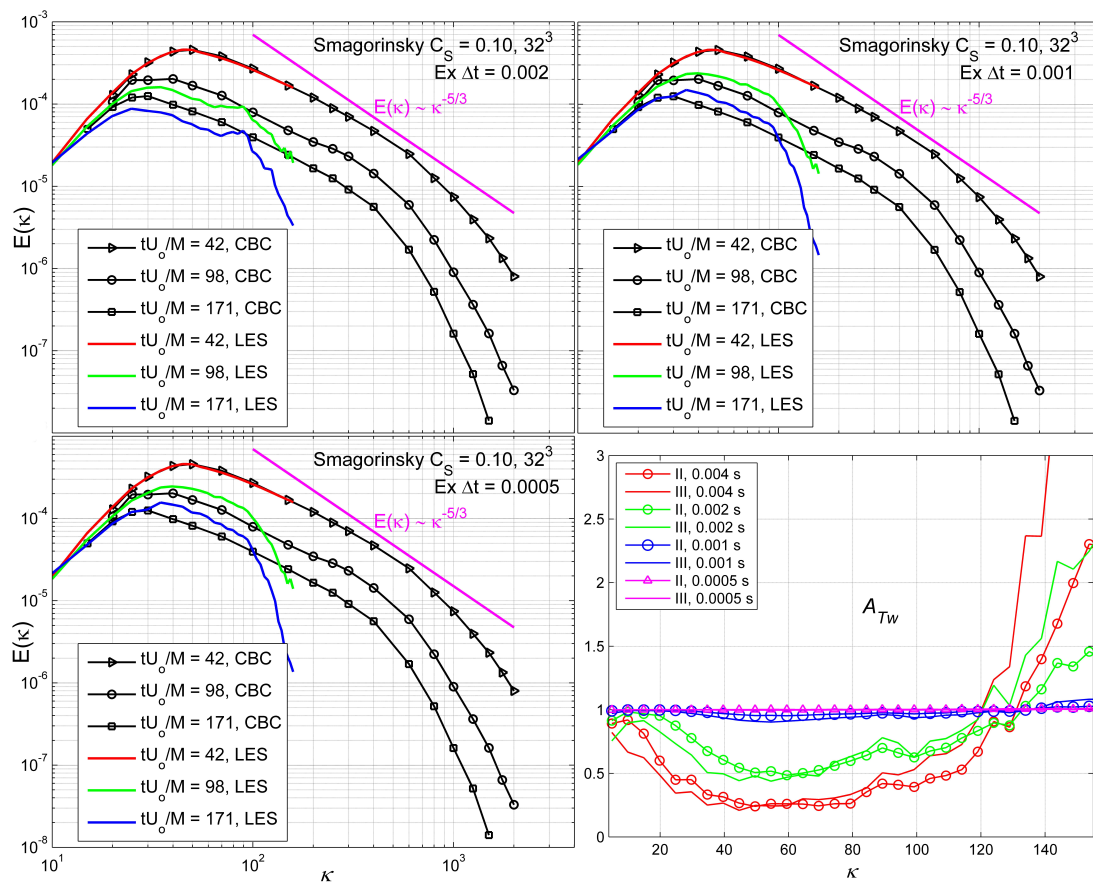 10^-3
10^-4
10^-5
10^-6
10^-7
E(κ)
Smagorinsky C_S = 0.10, 32^3
Ex Δt = 0.002
E(κ) ~ κ^-5/3
tU_o/M = 42, CBC
tU_o/M = 98, CBC
tU_o/M = 171, CBC
tU_o/M = 42, LES
tU_o/M = 98, LES
tU_o/M = 171, LES
Smagorinsky C_S = 0.10, 32^3
Ex Δt = 0.001
E(κ) ~ κ^-5/3
tU_o/M = 42, CBC
tU_o/M = 98, CBC
tU_o/M = 171, CBC
tU_o/M = 42, LES
tU_o/M = 98, LES
tU_o/M = 171, LES
10^-4
10^-5
10^-6
10^-7
10^-8
E(κ)
Smagorinsky C_S = 0.10, 32^3
Ex Δt = 0.0005
E(κ) ~ κ^-5/3
tU_o/M = 42, CBC
tU_o/M = 98, CBC
tU_o/M = 171, CBC
tU_o/M = 42, LES
tU_o/M = 98, LES
tU_o/M = 171, LES
10^1 10^2 10^3
κ
3
2.5
2
1.5
1
0.5
0
II, 0.004 s
III, 0.004 s
II, 0.002 s
III, 0.002 s
II, 0.001 s
III, 0.001 s
II, 0.0005 s
III, 0.0005 s
A_Tw
20 40 60 80 100 120 140
κ